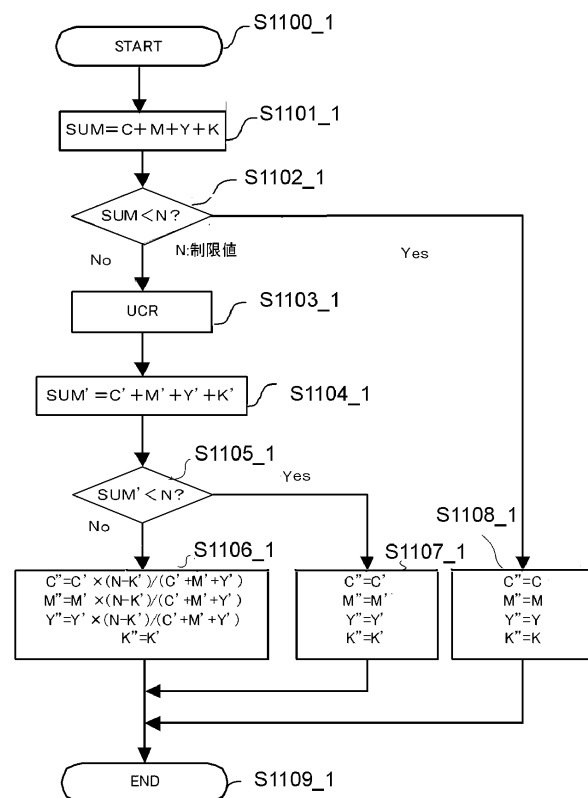 START
S1100_1
SUM=C+M+Y+K
S1101_1
S1102_1
SUM<N?
No
N:制限値
Yes
S1103_1
UCR
SUM'=C'+M'+Y'+K'
S1104_1
S1105_1
SUM'<N?
Yes
No
S1106_1
C"=C'×(N-K')/(C'+M'+Y')
M"=M'×(N-K')/(C'+M'+Y')
Y"=Y'×(N-K')/(C'+M'+Y')
K"=K'
S1107_1
C"=C'
M"=M'
Y"=Y'
K"=K'
S1108_1
C"=C
M"=M
Y"=Y
K"=K
END
S1109_1